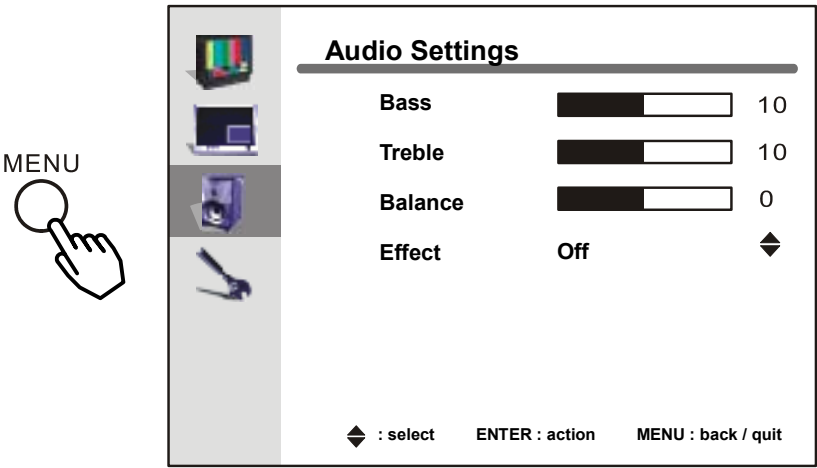 MENU
Audio Settings
Bass 10
Treble 10
Balance 0
Effect Off
: select ENTER : action MENU : back / quit